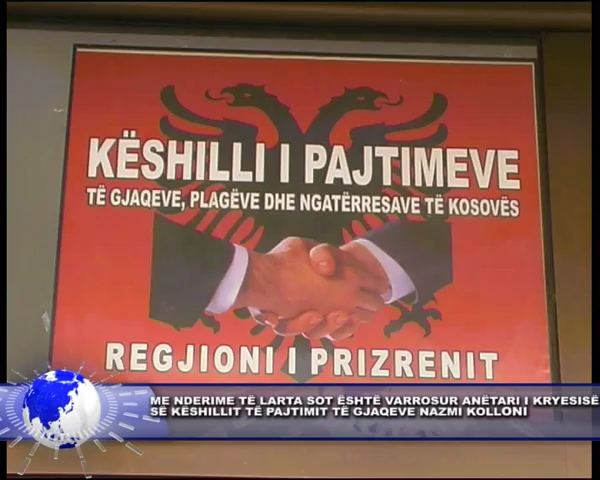 KËSHILLI I PAJTIMEVE
TË GJAQEVE, PLAGËVE DHE NGATËRRESAVE TË KOSOVËS
REGJIONI I PRIZRENIT
ME NDERIME TË LARTA SOT ËSHTË VARROSUR ANËTARI I KRYESISË
SË KËSHILLIT TË PAJTIMIT TË GJAQEVE NAZMI KOLLONI